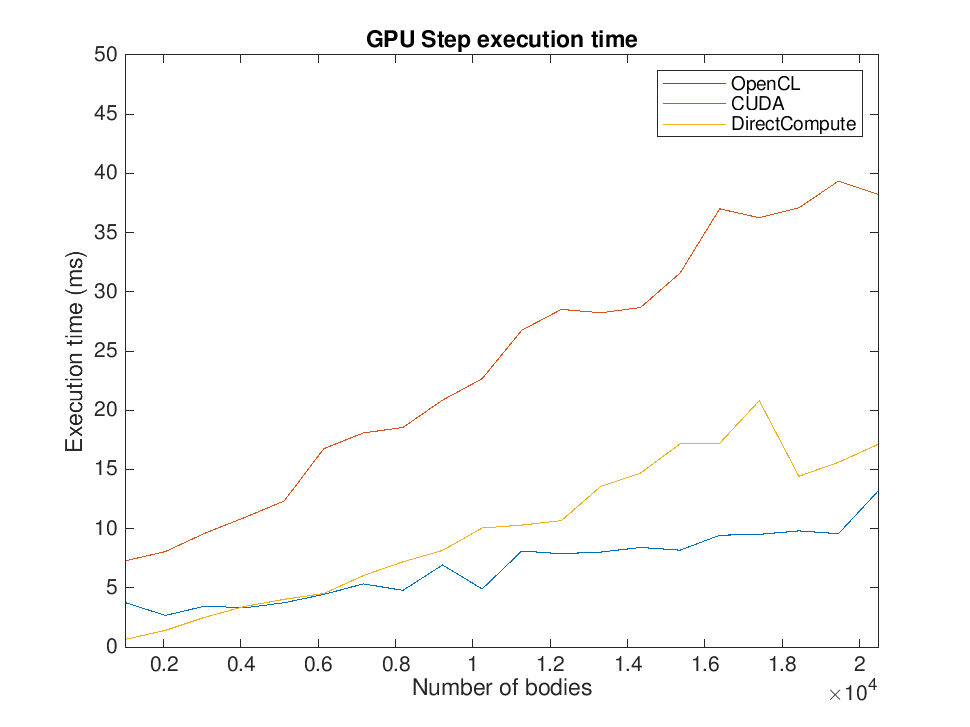 GPU Step execution time
50
45
40
35
30
25
20
15
10
5
0
Execution time (ms)
OpenCL
CUDA
DirectCompute
0.2 0.4 0.6 0.8 1 1.2 1.4 1.6 1.8 2
Number of bodies
×10⁴